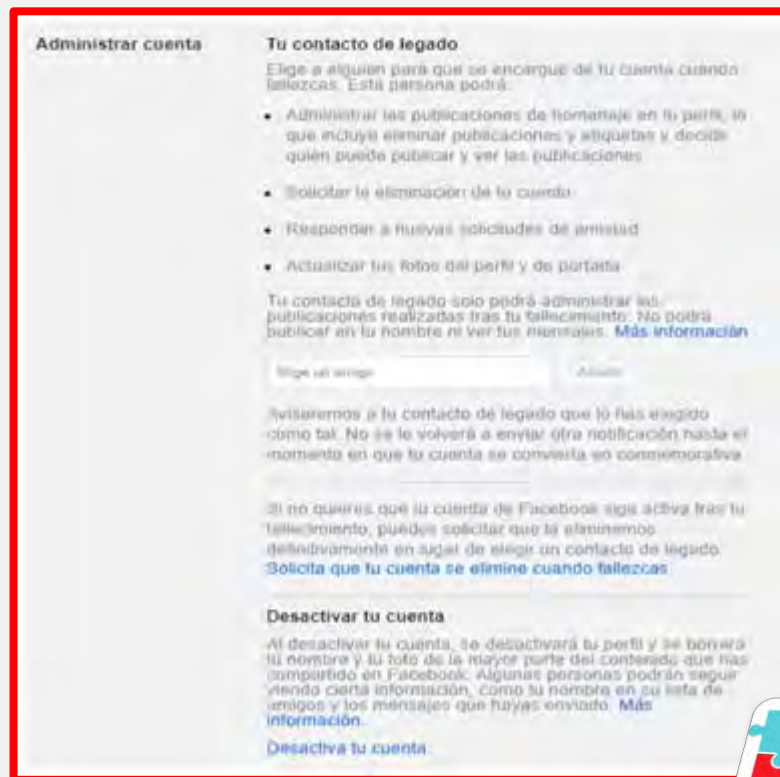 Administrar cuenta
Tu contacto de legado
Elige a alguien para que se encargue de tu cuenta cuando
fallezcas. Esta persona podrá:
• Administrar las publicaciones de homenaje en tu perfil, lo
que incluye eliminar publicaciones y etiquetas y decidir
quién puede publicar y ver las publicaciones
• Solicitar la eliminación de tu cuenta
• Responder a nuevas solicitudes de amistad
• Actualizar tus fotos del perfil y de portada
Tu contacto de legado solo podrá administrar las
publicaciones realizadas tras tu fallecimiento. No podrá
publicar en tu nombre ni ver tus mensajes. Más información
Elige un amigo
Avisaremos a tu contacto de legado que lo has elegido
como tal. No se le volverá a enviar otra notificación hasta el
momento en que tu cuenta se convierta en conmemorativa
Si no quieres que tu cuenta de Facebook siga activa tras tu
fallecimiento, puedes solicitar que la eliminemos
definitivamente en lugar de elegir un contacto de legado.
Solicita que tu cuenta se elimine cuando fallezcas
Desactivar tu cuenta
Al desactivar tu cuenta, se desactivará tu perfil y se borrará
tu nombre y tu foto de la mayor parte del contenido que has
compartido en Facebook. Algunas personas podrán seguir
viendo cierta información, como tu nombre en su lista de
amigos y los mensajes que hayas enviado. Más
información.
Desactiva tu cuenta.